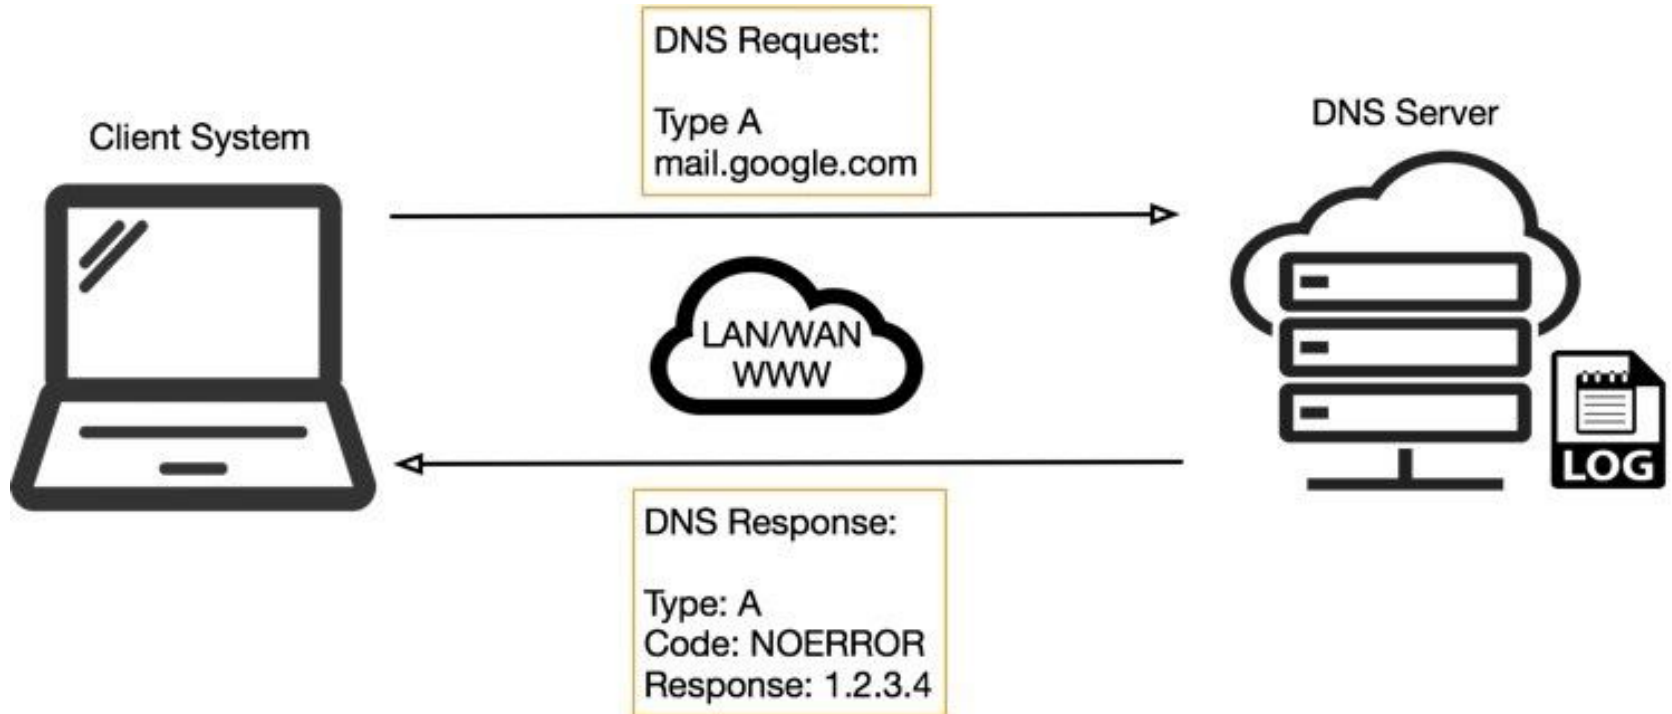 DNS Request:
Type A
mail.google.com
Client System
DNS Server
LAN/WAN
WWW
LOG
DNS Response:
Type: A
Code: NOERROR
Response: 1.2.3.4